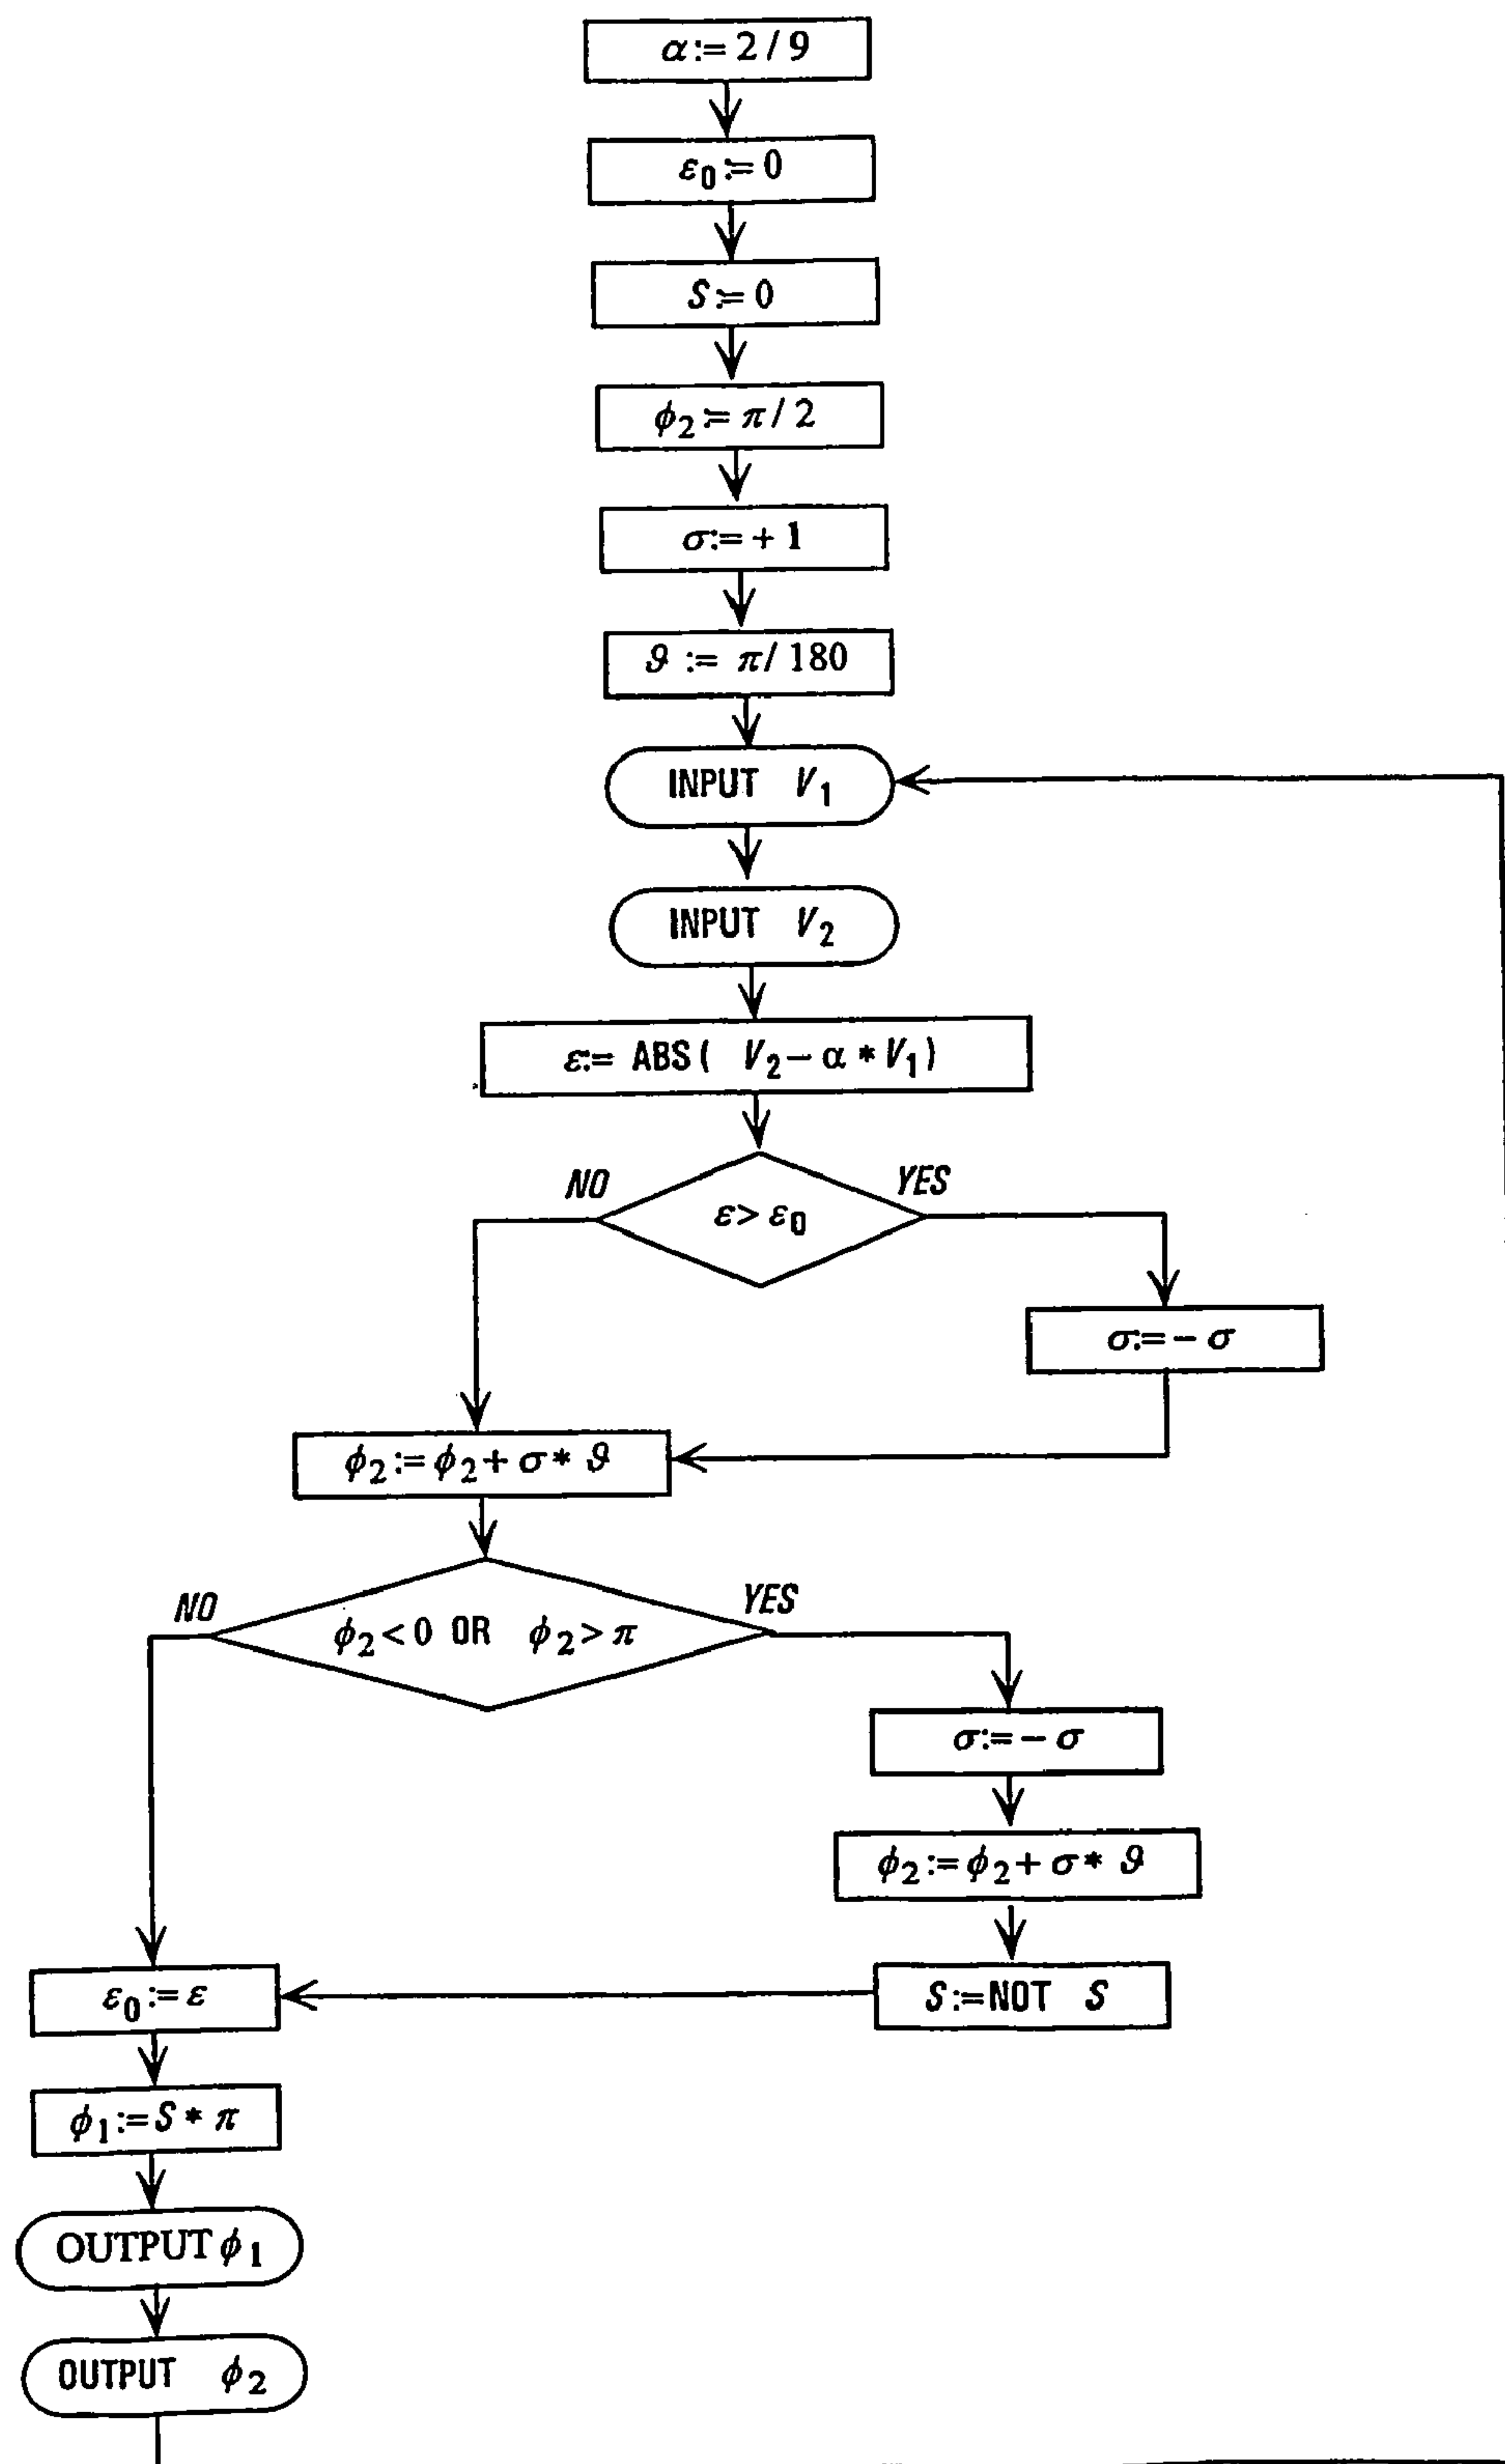 α:= 2 / 9
ε₀ := 0
S := 0
ϕ₂ := π / 2
σ:= + 1
ϑ := π / 180
INPUT V₁
INPUT V₂
ε:= ABS( V₂ − α * V₁ )
NO
YES
ε > ε₀
σ:= − σ
ϕ₂ := ϕ₂ + σ * ϑ
NO
YES
ϕ₂ < 0 OR ϕ₂ > π
σ:= − σ
ϕ₂ := ϕ₂ + σ * ϑ
ε₀ := ε
S := NOT S
ϕ₁ := S * π
OUTPUT ϕ₁
OUTPUT ϕ₂